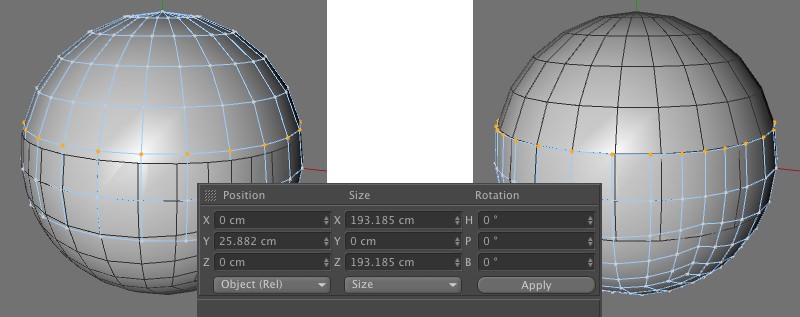 Position Size Rotation
X 0 cm X 193.185 cm H 0 °
Y 25.882 cm Y 0 cm P 0 °
Z 0 cm Z 193.185 cm B 0 °
Object (Rel) Size Apply